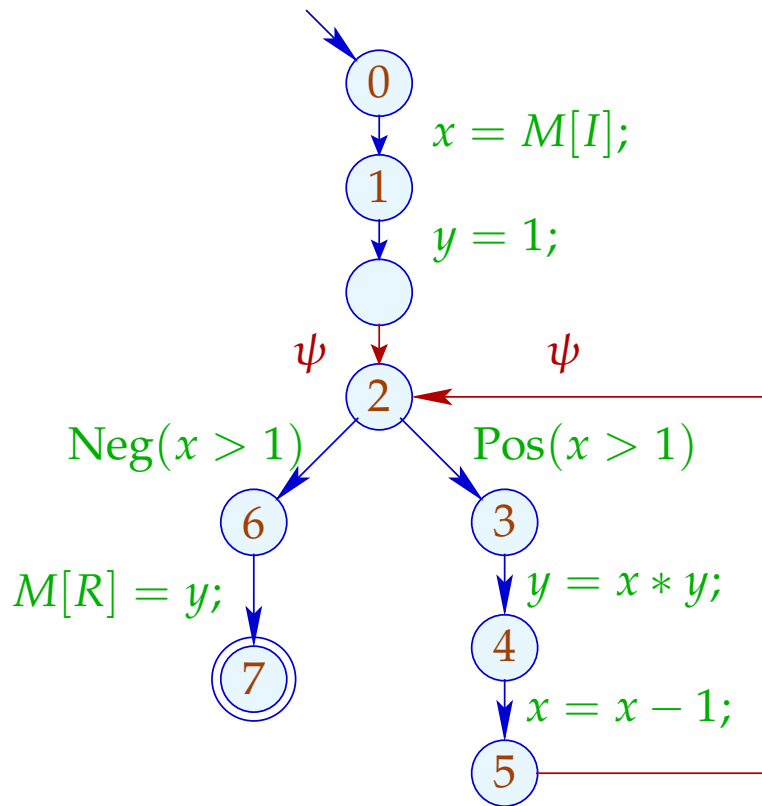 0
x = M[I];
1
y = 1;
ψ ψ
2
Neg(x > 1) Pos(x > 1)
6 3
M[R] = y; y = x ∗ y;
4
7
x = x − 1;
5